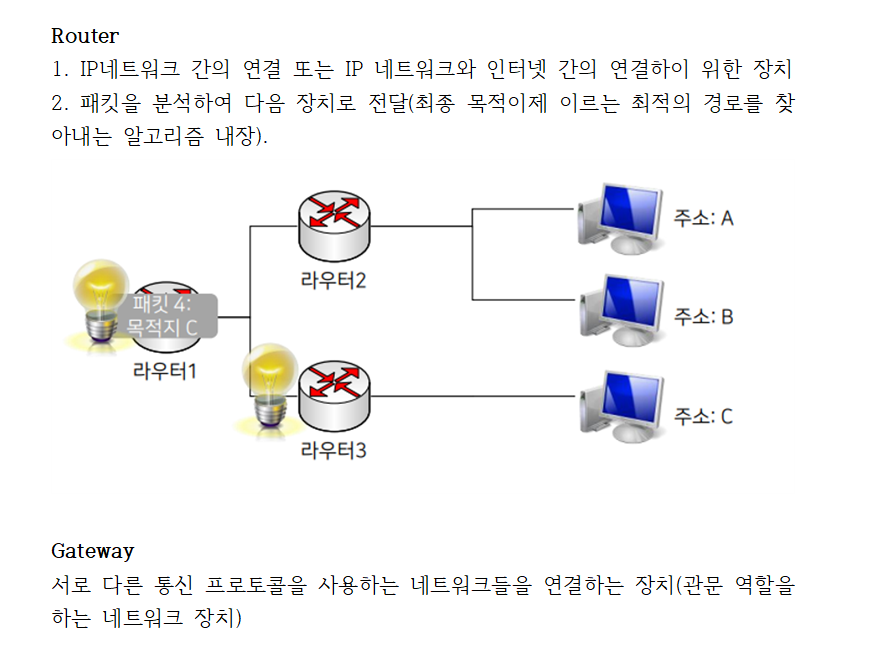 Router
1. IP네트워크 간의 연결 또는 IP 네트워크와 인터넷 간의 연결하이 위한 장치
2. 패킷을 분석하여 다음 장치로 전달(최종 목적이제 이르는 최적의 경로를 찾
아내는 알고리즘 내장).
주소: A
라우터2
패킷 4:
목적지 C
주소: B
라우터1
주소: C
라우터3
Gateway
서로 다른 통신 프로토콜을 사용하는 네트워크들을 연결하는 장치(관문 역할을
하는 네트워크 장치)